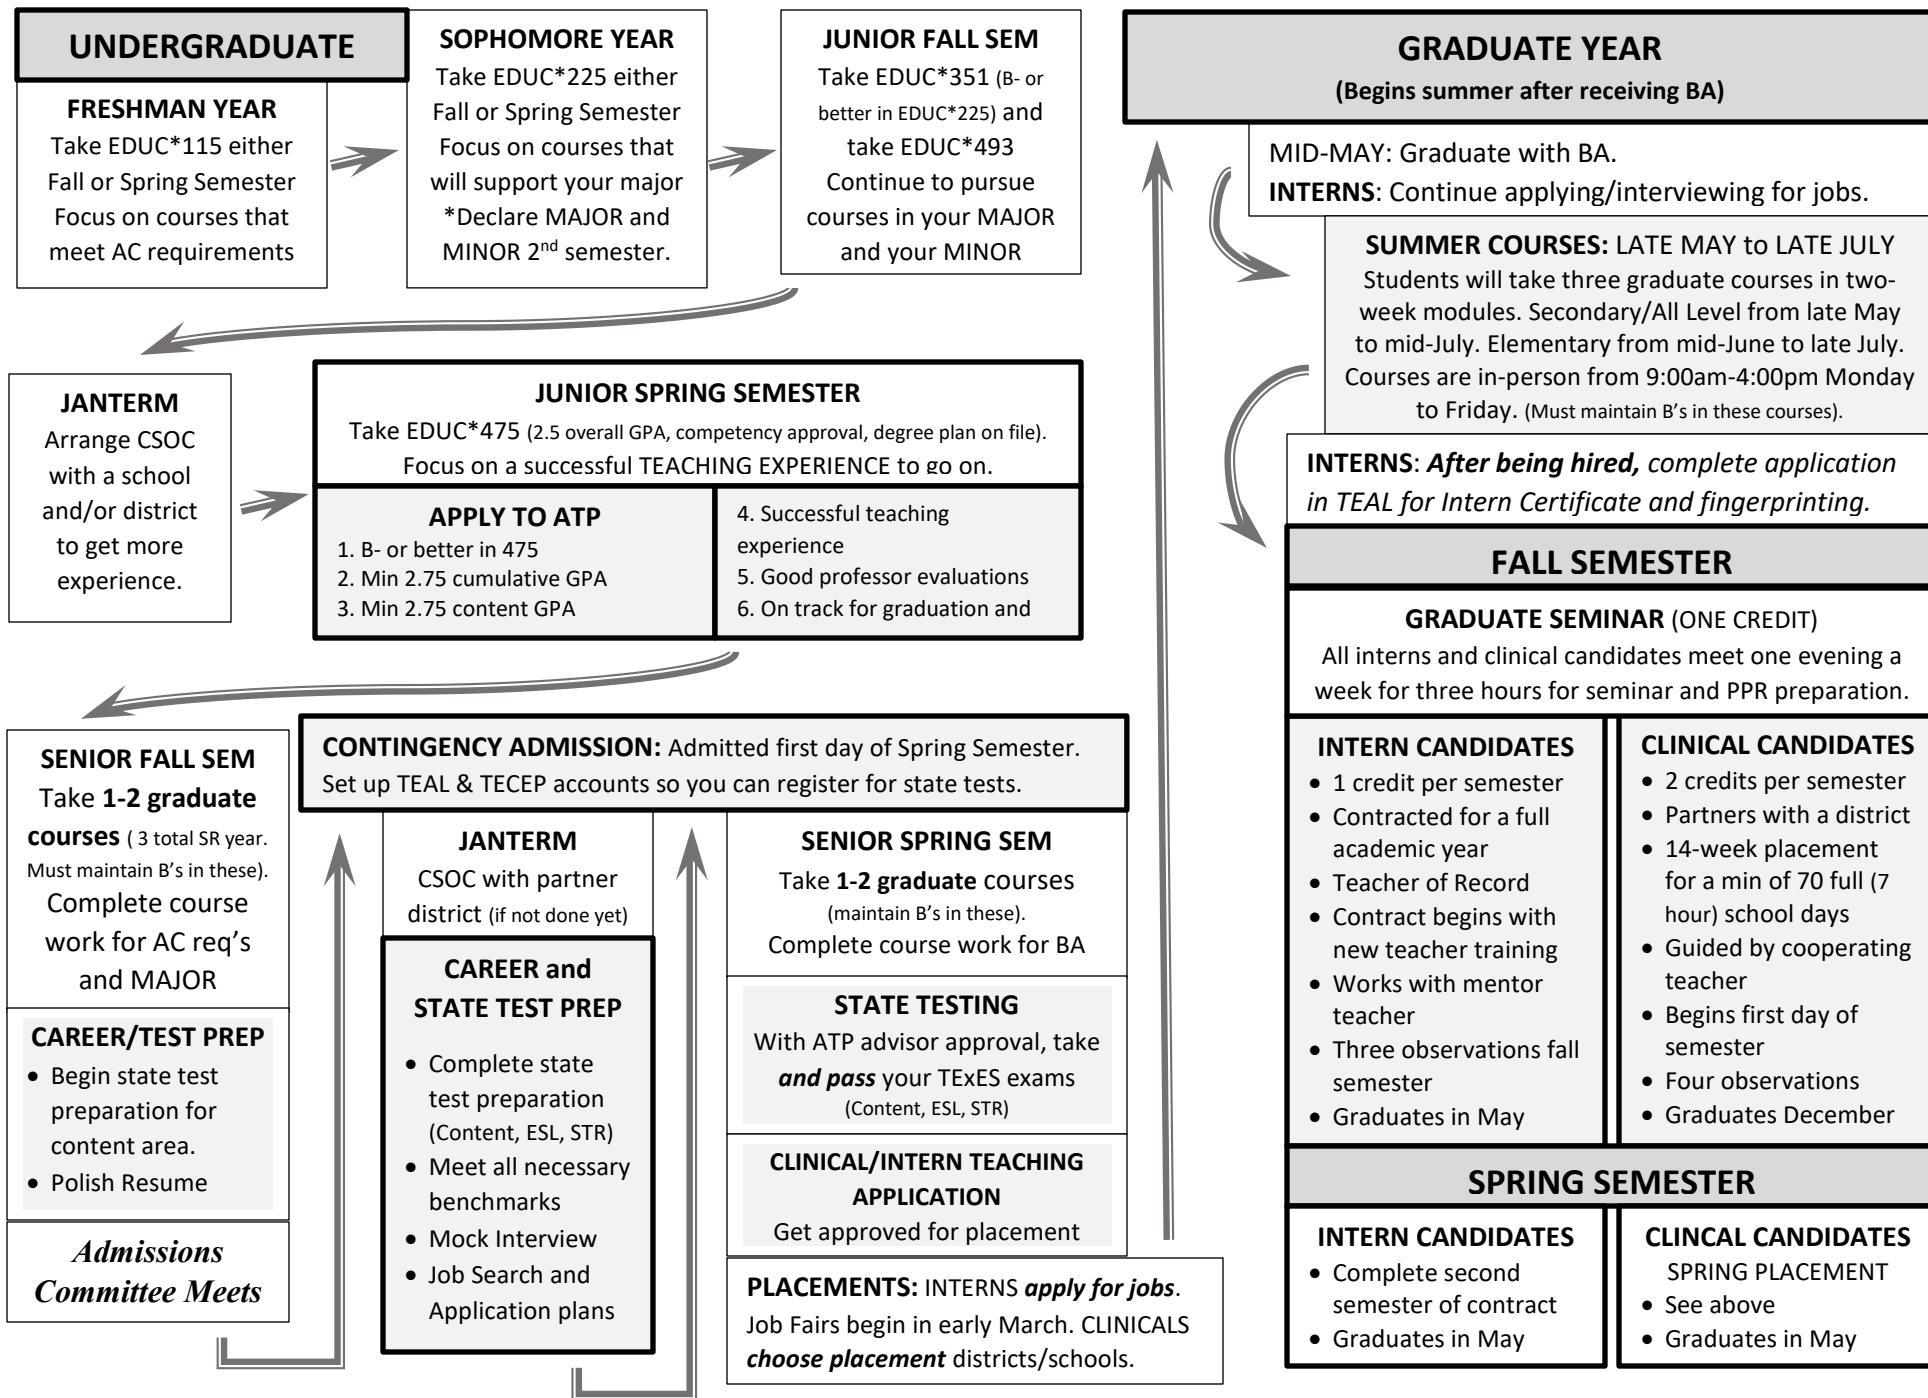 UNDERGRADUATE
FRESHMAN YEAR
Take EDUC*115 either
Fall or Spring Semester
Focus on courses that
meet AC requirements
SOPHOMORE YEAR
Take EDUC*225 either
Fall or Spring Semester
Focus on courses that
will support your major
*Declare MAJOR and
MINOR 2nd semester.
JUNIOR FALL SEM
Take EDUC*351 (B- or
better in EDUC*225) and
take EDUC*493
Continue to pursue
courses in your MAJOR
and your MINOR
JANTERM
Arrange CSOC
with a school
and/or district
to get more
experience.
JUNIOR SPRING SEMESTER
Take EDUC*475 (2.5 overall GPA, competency approval, degree plan on file).
Focus on a successful TEACHING EXPERIENCE to go on.
APPLY TO ATP
1. B- or better in 475
2. Min 2.75 cumulative GPA
3. Min 2.75 content GPA
4. Successful teaching
experience
5. Good professor evaluations
6. On track for graduation and
SENIOR FALL SEM
Take 1-2 graduate
courses ( 3 total SR year.
Must maintain B's in these).
Complete course
work for AC req's
and MAJOR
CAREER/TEST PREP
• Begin state test
preparation for
content area.
• Polish Resume
Admissions
Committee Meets
CONTINGENCY ADMISSION: Admitted first day of Spring Semester.
Set up TEAL & TECEP accounts so you can register for state tests.
JANTERM
CSOC with partner
district (if not done yet)
CAREER and
STATE TEST PREP
• Complete state
test preparation
(Content, ESL, STR)
• Meet all necessary
benchmarks
• Mock Interview
• Job Search and
Application plans
SENIOR SPRING SEM
Take 1-2 graduate courses
(maintain B's in these).
Complete course work for BA
STATE TESTING
With ATP advisor approval, take
and pass your TExES exams
(Content, ESL, STR)
CLINICAL/INTERN TEACHING
APPLICATION
Get approved for placement
PLACEMENTS: INTERNS apply for jobs.
Job Fairs begin in early March. CLINICALS
choose placement districts/schools.
GRADUATE YEAR
(Begins summer after receiving BA)
MID-MAY: Graduate with BA.
INTERNS: Continue applying/interviewing for jobs.
SUMMER COURSES: LATE MAY to LATE JULY
Students will take three graduate courses in two-
week modules. Secondary/All Level from late May
to mid-July. Elementary from mid-June to late July.
Courses are in-person from 9:00am-4:00pm Monday
to Friday. (Must maintain B's in these courses).
INTERNS: After being hired, complete application
in TEAL for Intern Certificate and fingerprinting.
FALL SEMESTER
GRADUATE SEMINAR (ONE CREDIT)
All interns and clinical candidates meet one evening a
week for three hours for seminar and PPR preparation.
INTERN CANDIDATES
• 1 credit per semester
• Contracted for a full
academic year
• Teacher of Record
• Contract begins with
new teacher training
• Works with mentor
teacher
• Three observations fall
semester
• Graduates in May
CLINICAL CANDIDATES
• 2 credits per semester
• Partners with a district
• 14-week placement
for a min of 70 full (7
hour) school days
• Guided by cooperating
teacher
• Begins first day of
semester
• Four observations
• Graduates December
SPRING SEMESTER
INTERN CANDIDATES
• Complete second
semester of contract
• Graduates in May
CLINCAL CANDIDATES
SPRING PLACEMENT
• See above
• Graduates in May